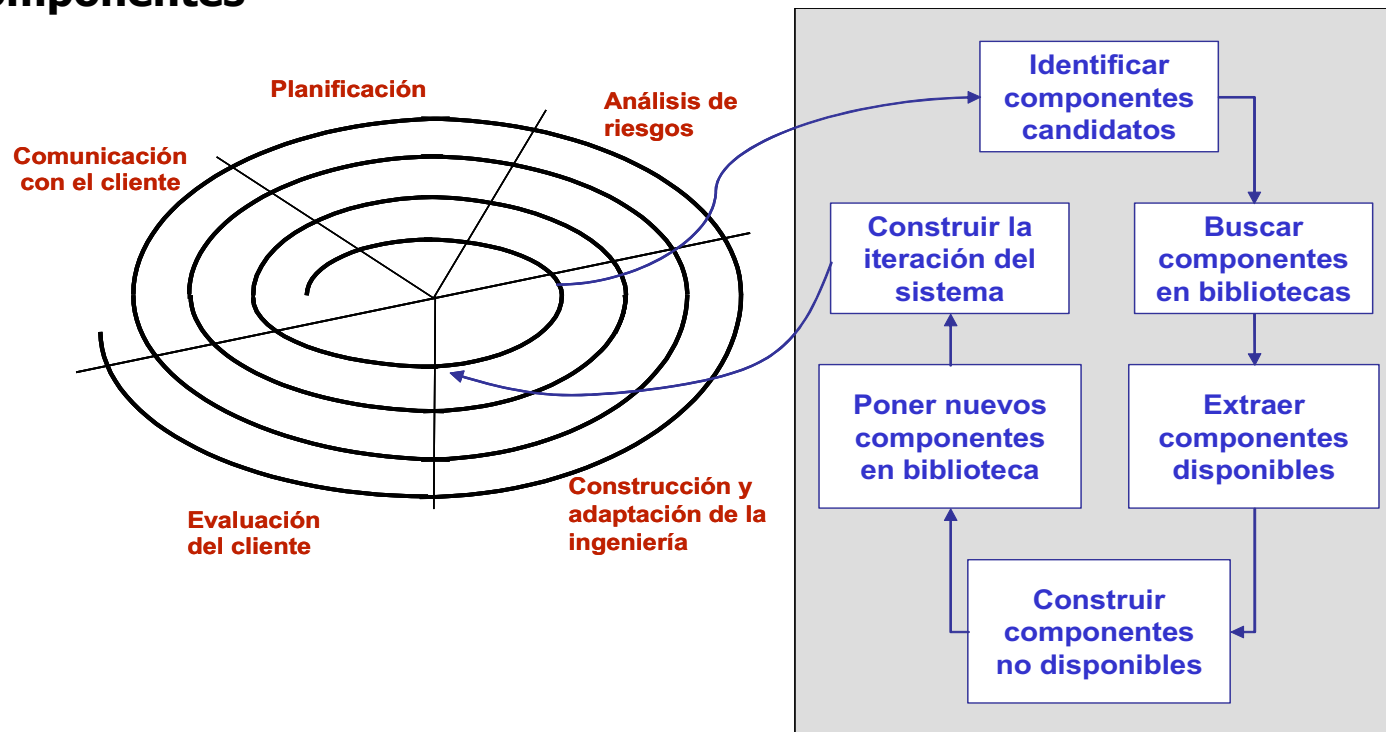 omponentes
Planificación
Análisis de
riesgos
Comunicación
con el cliente
Evaluación
del cliente
Construcción y
adaptación de la
ingeniería
Identificar
componentes
candidatos
Buscar
componentes
en bibliotecas
Extraer
componentes
disponibles
Construir
componentes
no disponibles
Poner nuevos
componentes
en biblioteca
Construir la
iteración del
sistema